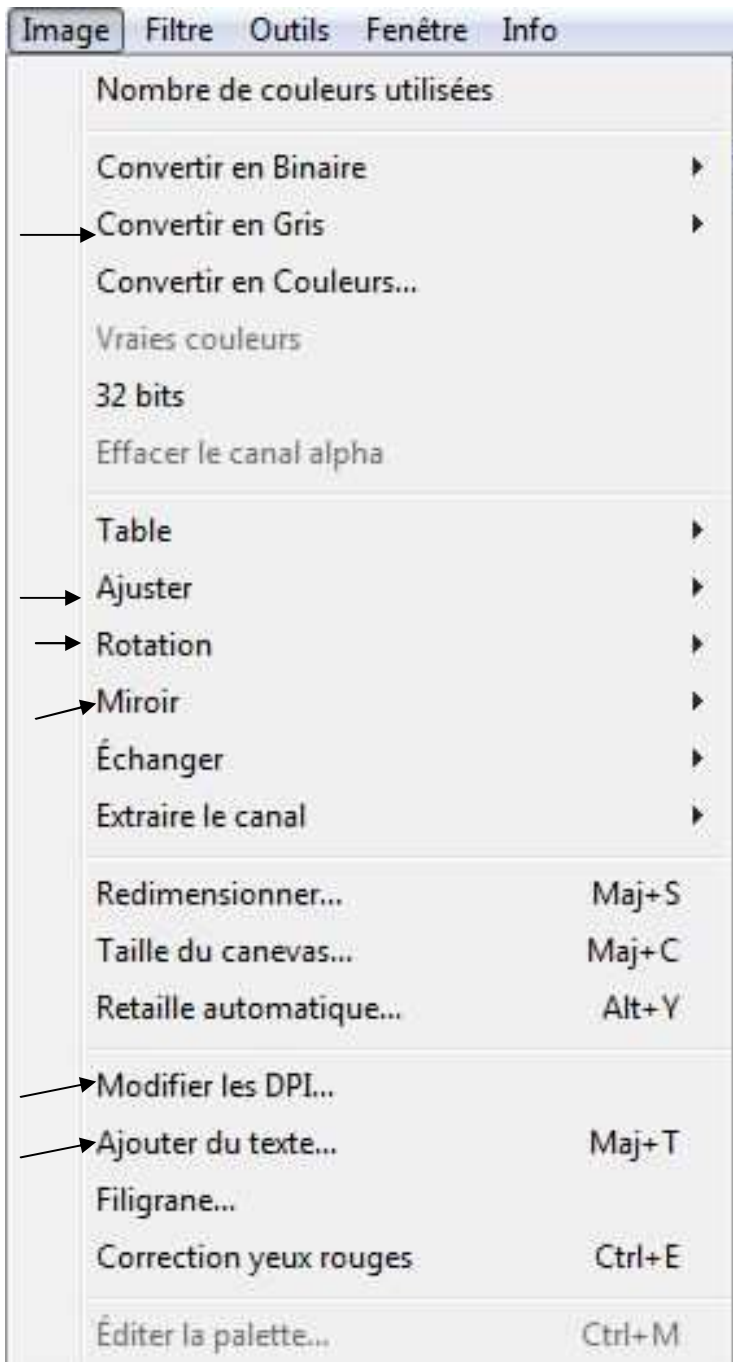 Image Filtre Outils Fenêtre Info
Nombre de couleurs utilisées
Convertir en Binaire
Convertir en Gris
Convertir en Couleurs...
Vraies couleurs
32 bits
Effacer le canal alpha
Table
Ajuster
Rotation
Miroir
Échanger
Extraire le canal
Redimensionner... Maj+S
Taille du canevas... Maj+C
Retaille automatique... Alt+Y
Modifier les DPI...
Ajouter du texte... Maj+T
Filigrane...
Correction yeux rouges Ctrl+E
Éditer la palette... Ctrl+M